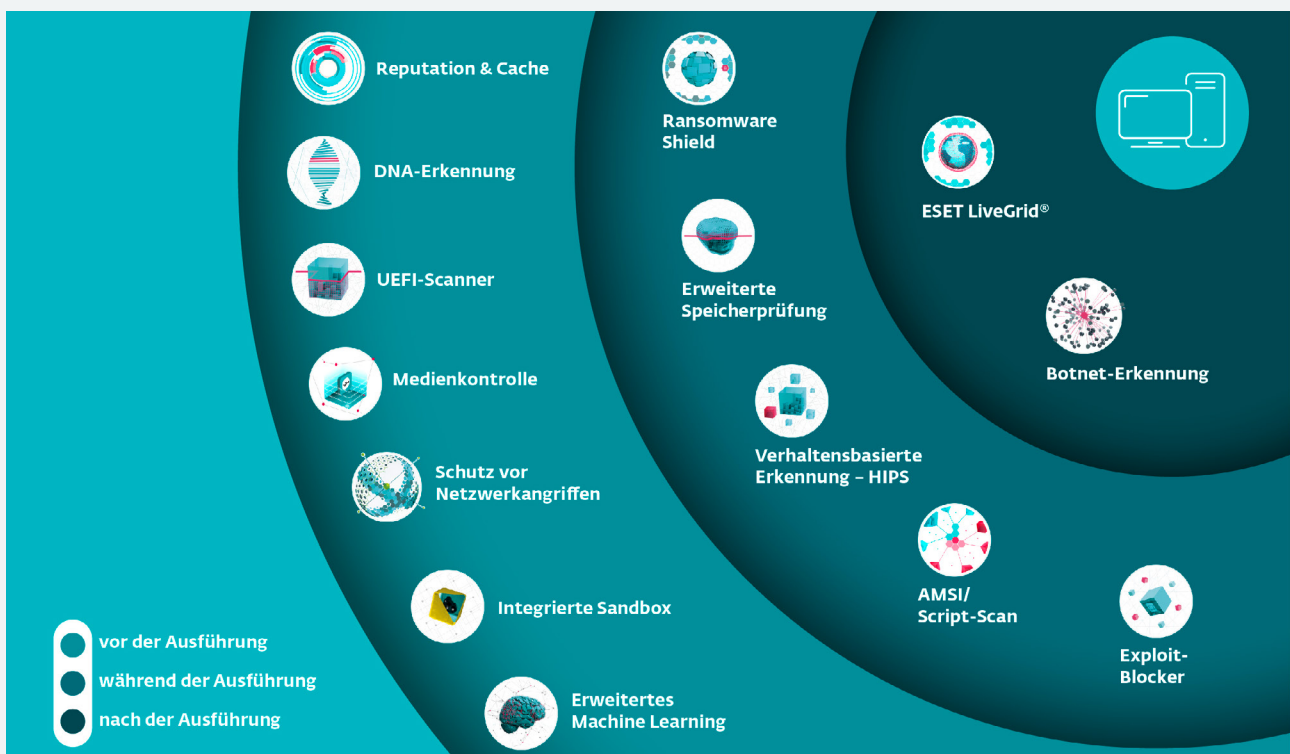 Reputation & Cache
DNA-Erkennung
UEFI-Scanner
Medienkontrolle
Schutz vor
Netzwerkangriffen
Integrierte Sandbox
Erweitertes
Machine Learning
Ransomware
Shield
Erweiterte
Speicherprüfung
Verhaltensbasierte
Erkennung – HIPS
AMSI/
Script-Scan
Exploit-
Blocker
ESET LiveGrid®
Botnet-Erkennung
vor der Ausführung
während der Ausführung
nach der Ausführung